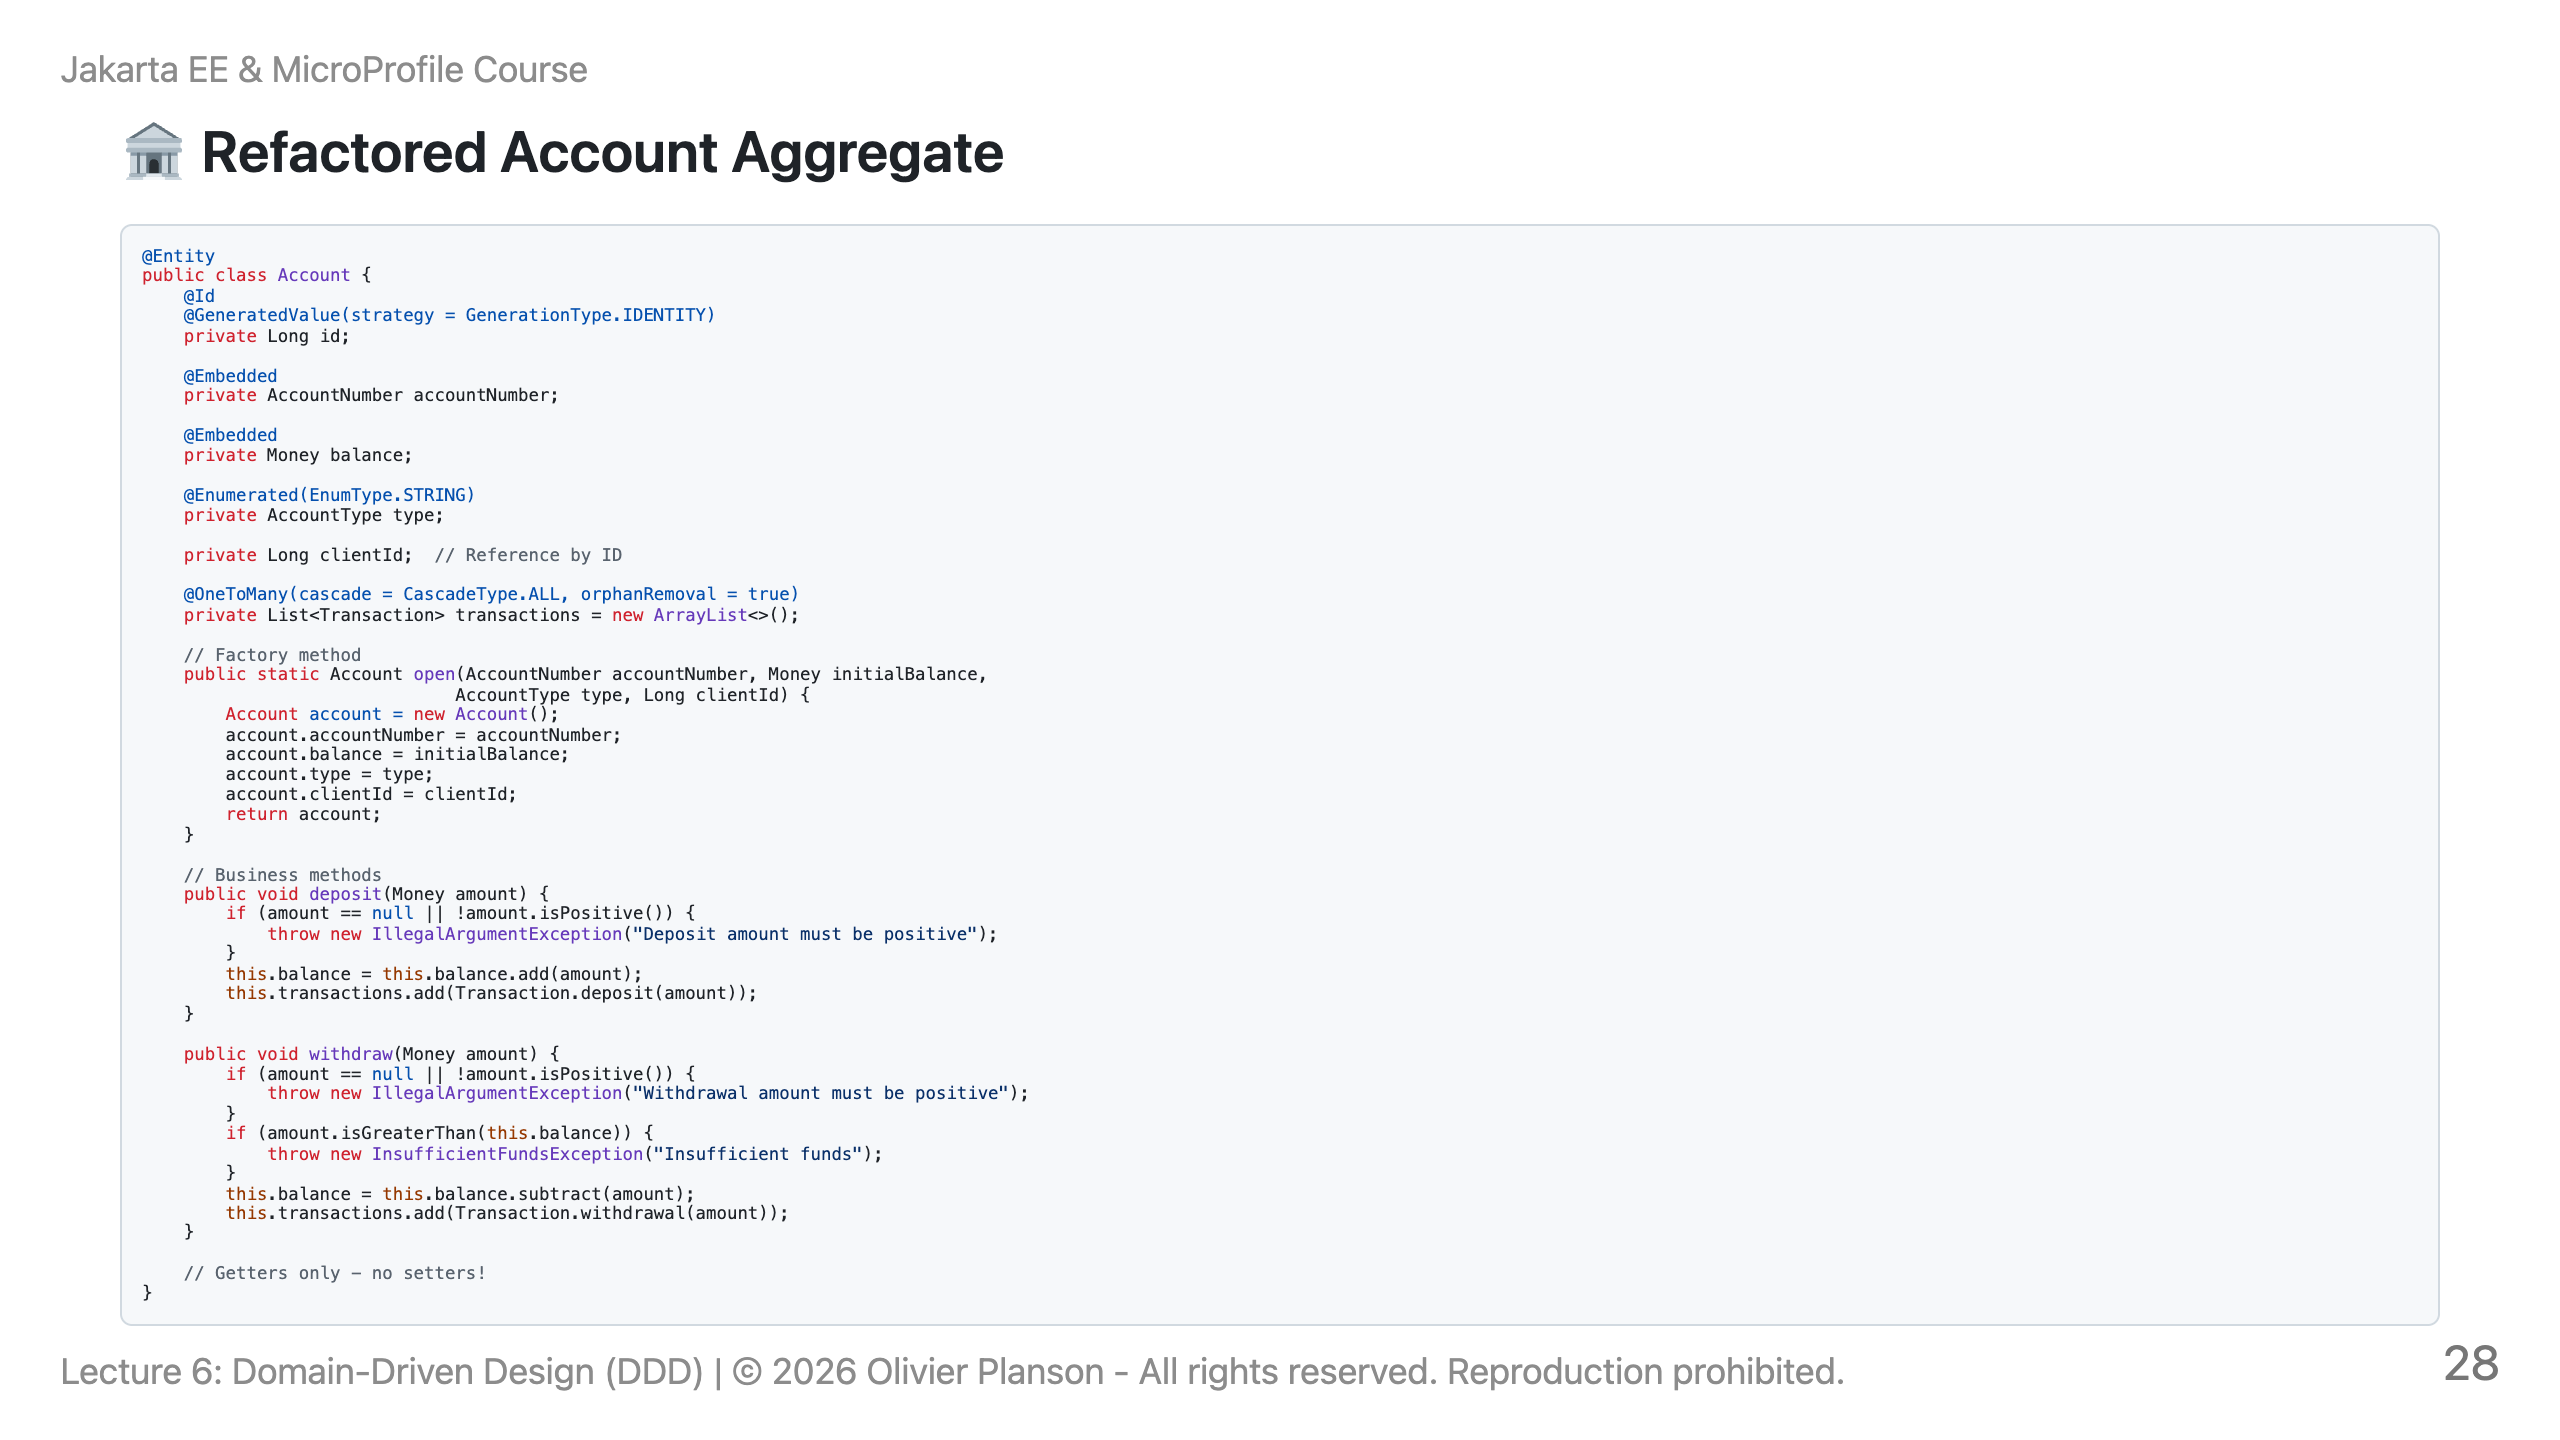 Jakarta EE & MicroProfile Course
🏛️ Refactored Account Aggregate
@Entity
public class Account {
    @Id
    @GeneratedValue(strategy = GenerationType.IDENTITY)
    private Long id;

    @Embedded
    private AccountNumber accountNumber;

    @Embedded
    private Money balance;

    @Enumerated(EnumType.STRING)
    private AccountType type;

    private Long clientId;  // Reference by ID

    @OneToMany(cascade = CascadeType.ALL, orphanRemoval = true)
    private List<Transaction> transactions = new ArrayList<>();

    // Factory method
    public static Account open(AccountNumber accountNumber, Money initialBalance,
                              AccountType type, Long clientId) {
        Account account = new Account();
        account.accountNumber = accountNumber;
        account.balance = initialBalance;
        account.type = type;
        account.clientId = clientId;
        return account;
    }

    // Business methods
    public void deposit(Money amount) {
        if (amount == null || !amount.isPositive()) {
            throw new IllegalArgumentException("Deposit amount must be positive");
        }
        this.balance = this.balance.add(amount);
        this.transactions.add(Transaction.deposit(amount));
    }

    public void withdraw(Money amount) {
        if (amount == null || !amount.isPositive()) {
            throw new IllegalArgumentException("Withdrawal amount must be positive");
        }
        if (amount.isGreaterThan(this.balance)) {
            throw new InsufficientFundsException("Insufficient funds");
        }
        this.balance = this.balance.subtract(amount);
        this.transactions.add(Transaction.withdrawal(amount));
    }

    // Getters only – no setters!
}
Lecture 6: Domain-Driven Design (DDD) | © 2026 Olivier Planson - All rights reserved. Reproduction prohibited.
28